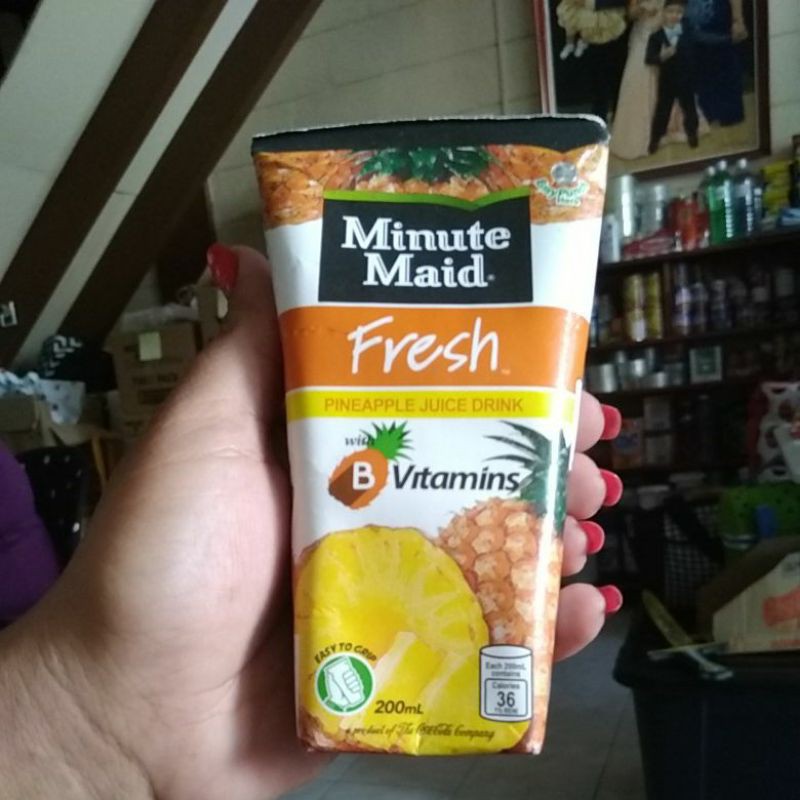 Minute
Maid
Fresh
PINEAPPLE JUICE DRINK
with
B Vitamins
EASY TO GRIP
200mL
Each 200mL
contains
Calories
36
a product of The Coca-Cola Company